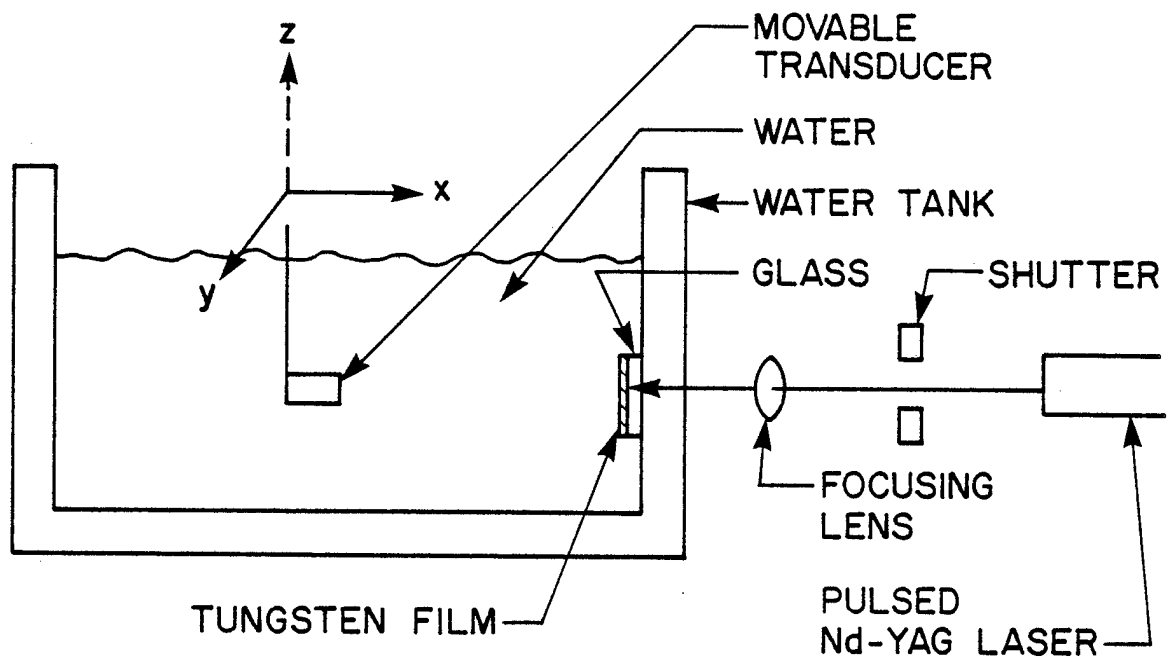 z
MOVABLE
TRANSDUCER
WATER
x
WATER TANK
GLASS
SHUTTER
y
FOCUSING
LENS
TUNGSTEN FILM
PULSED
Nd-YAG LASER